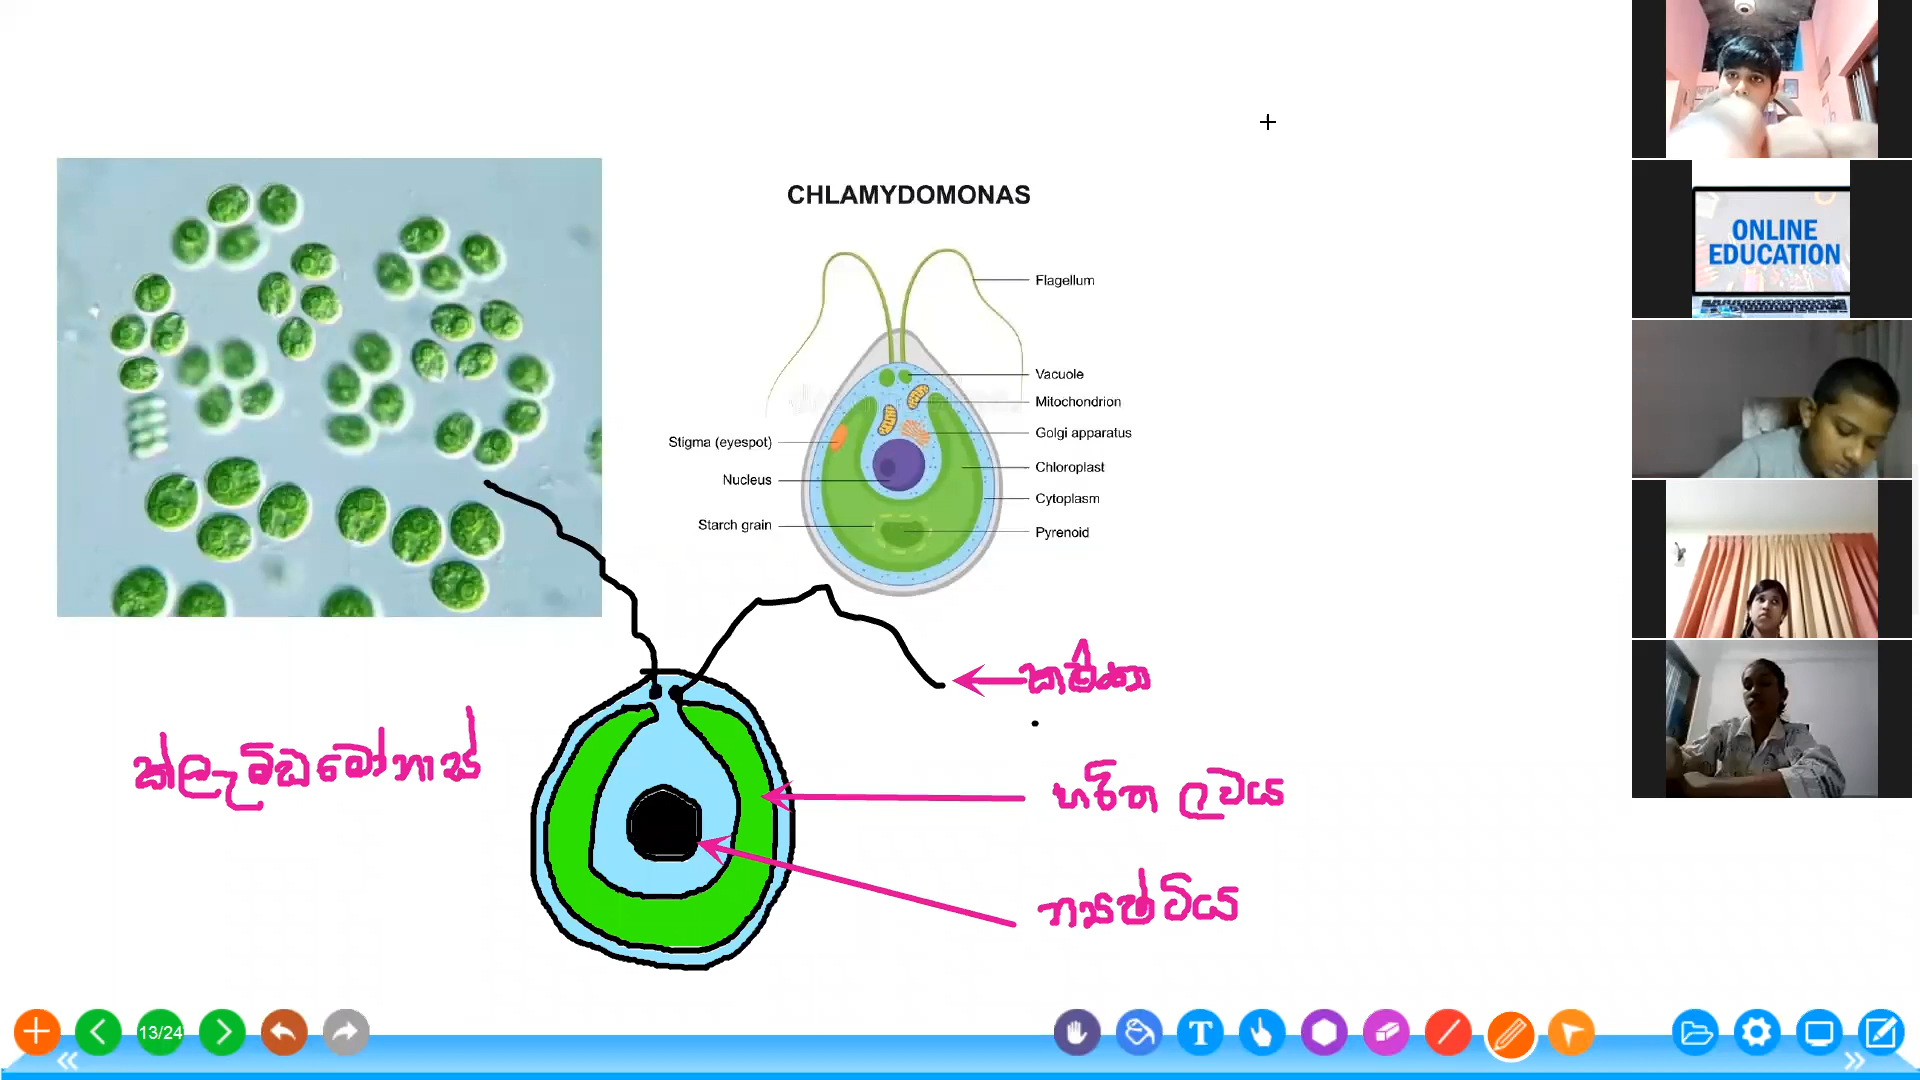 CHLAMYDOMONAS
Flagellum
Vacuole
Mitochondrion
Golgi apparatus
Stigma (eyespot)
Chloroplast
Nucleus
Cytoplasm
Starch grain
Pyrenoid
ක්ලැමිඩමෝනාස්
කශිකා
හරිත ලවය
න්‍යෂ්ටිය
ONLINE
EDUCATION
13/24
T